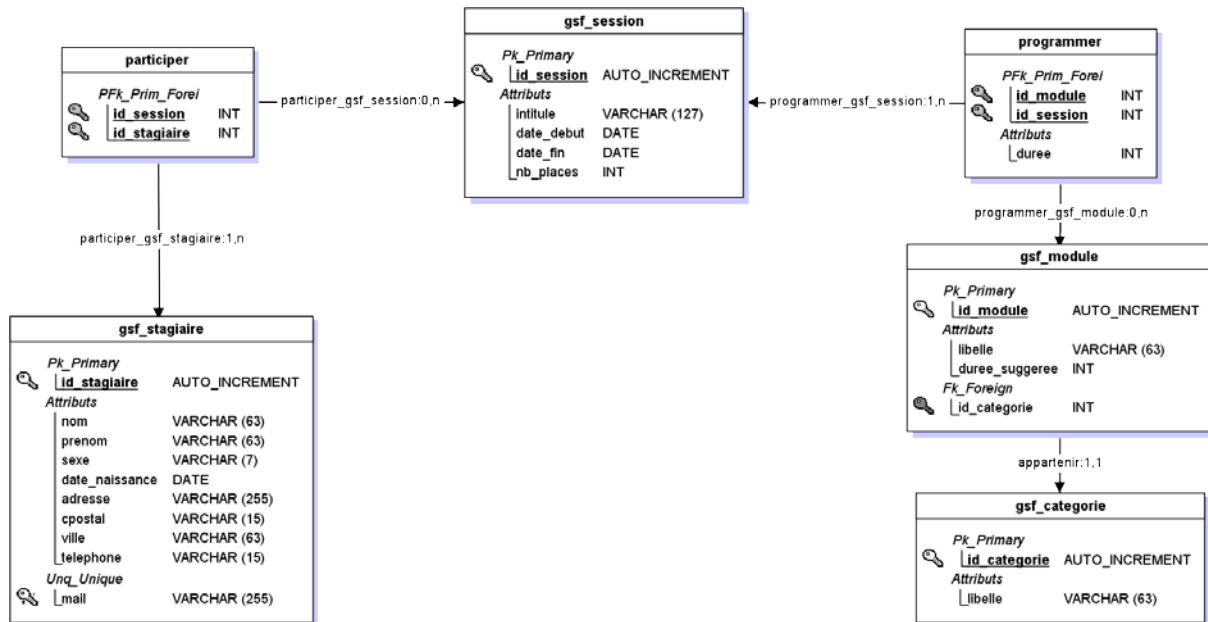 participer
PFk_Prim_Forei
id_session INT
id_stagiaire INT
participer_gsf_session:0,n
gsf_session
Pk_Primary
id_session AUTO_INCREMENT
Attributs
intitule VARCHAR (127)
date_debut DATE
date_fin DATE
nb_places INT
programmer_gsf_session:1,n
programmer
PFk_Prim_Forei
id_module INT
id_session INT
Attributs
duree INT
participer_gsf_stagiaire:1,n
programmer_gsf_module:0,n
gsf_stagiaire
Pk_Primary
id_stagiaire AUTO_INCREMENT
Attributs
nom VARCHAR (63)
prenom VARCHAR (63)
sexe VARCHAR (7)
date_naissance DATE
adresse VARCHAR (255)
cpostal VARCHAR (15)
ville VARCHAR (63)
telephone VARCHAR (15)
Unq_Unique
mail VARCHAR (255)
gsf_module
Pk_Primary
id_module AUTO_INCREMENT
Attributs
libelle VARCHAR (63)
duree_suggeree INT
Fk_Foreign
id_categorie INT
appartenir:1,1
gsf_categorie
Pk_Primary
id_categorie AUTO_INCREMENT
Attributs
libelle VARCHAR (63)